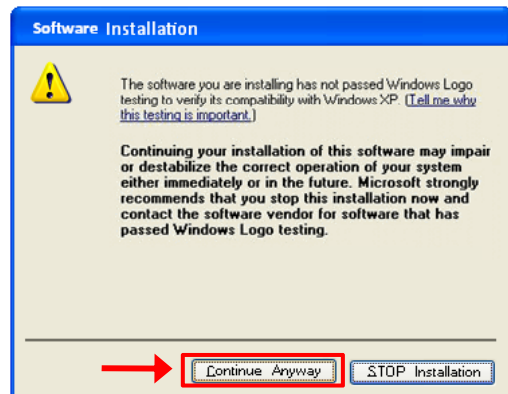 Software Installation
The software you are installing has not passed Windows Logo
testing to verify its compatibility with Windows XP. (Tell me why
this testing is important.)
Continuing your installation of this software may impair
or destabilize the correct operation of your system
either immediately or in the future. Microsoft strongly
recommends that you stop this installation now and
contact the software vendor for software that has
passed Windows Logo testing.
Continue Anyway
STOP Installation